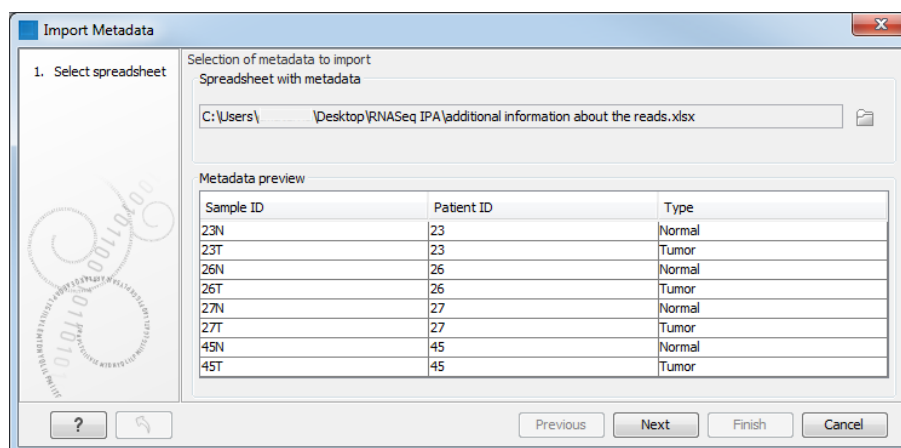 Import Metadata
1. Select spreadsheet
Selection of metadata to import
Spreadsheet with metadata
C:\Users\ \Desktop\RNASeq IPA\additional information about the reads.xlsx
Metadata preview
Sample ID Patient ID Type
23N 23 Normal
23T 23 Tumor
26N 26 Normal
26T 26 Tumor
27N 27 Normal
27T 27 Tumor
45N 45 Normal
45T 45 Tumor
? Previous Next Finish Cancel